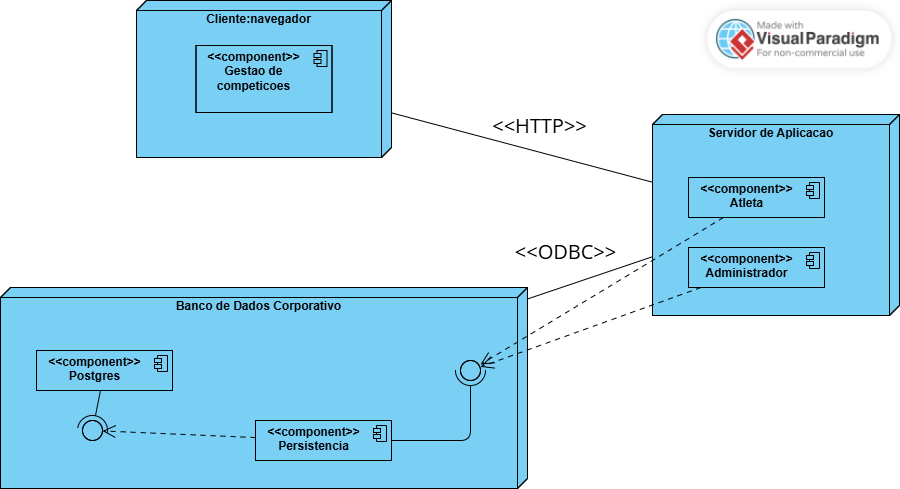 Cliente:navegador
<<component>>
Gestao de
competicoes
Made with
Visual Paradigm
For non-commercial use
<<HTTP>>
Servidor de Aplicacao
<<component>>
Atleta
<<component>>
Administrador
<<ODBC>>
Banco de Dados Corporativo
<<component>>
Postgres
<<component>>
Persistencia